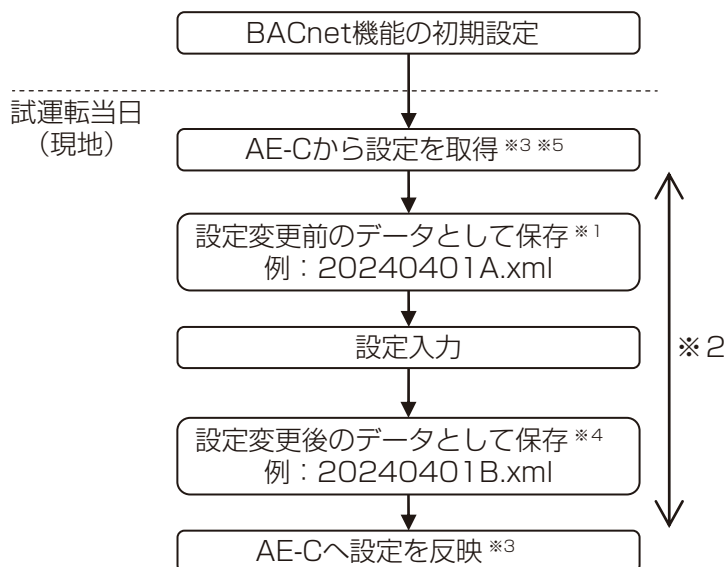 BACnet機能の初期設定
試運転当日
(現地)
AE-Cから設定を取得 ※3 ※5
設定変更前のデータとして保存 ※1
例：20240401A.xml
設定入力
※2
設定変更後のデータとして保存 ※4
例：20240401B.xml
AE-Cへ設定を反映 ※3